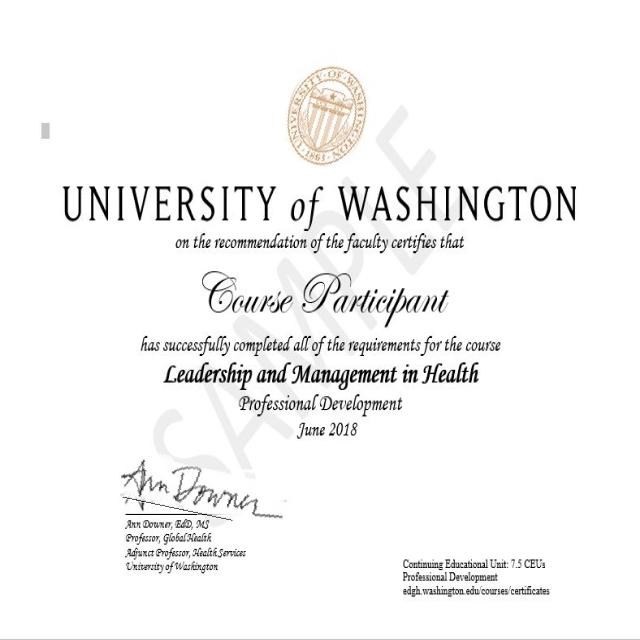 UNIVERSITY·OF·WASHINGTON
1861
SAMPLE
UNIVERSITY of WASHINGTON
on the recommendation of the faculty certifies that
Course Participant
has successfully completed all of the requirements for the course
Leadership and Management in Health
Professional Development
June 2018
Ann Downer
Ann Downer, EdD, MS
Professor, Global Health
Adjunct Professor, Health Services
University of Washington
Continuing Educational Unit: 7.5 CEUs
Professional Development
edgh.washington.edu/courses/certificates